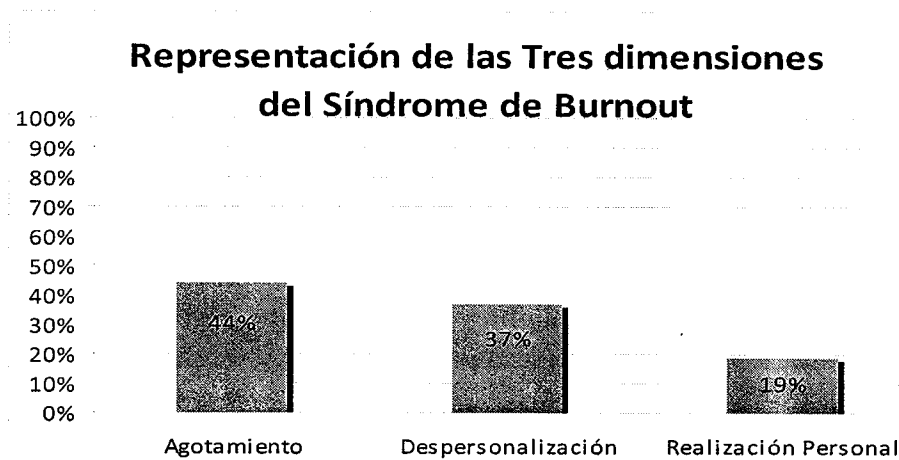 Representación de las Tres dimensiones
del Síndrome de Burnout
100%
90%
80%
70%
60%
50%
40%
30%
20%
10%
0%
44%
37%
19%
Agotamiento
Despersonalización
Realización Personal